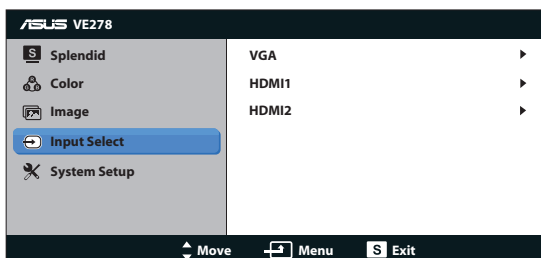 ASUS VE278
S Splendid
Color
Image
Input Select
System Setup
VGA
HDMI1
HDMI2
Move Menu S Exit